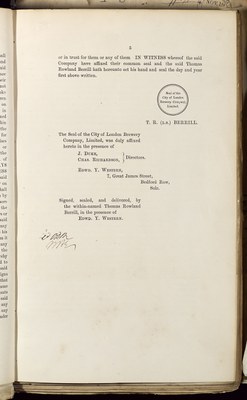 5
or in trust for them or any of them IN WITNESS whereof the said
Company have affixed their common seal and the said Thomas
Rowland Berrill hath hereunto set his hand and seal the day and year
first above written.
Seal of the
City of London
Brewery Company,
Limited.
T. R. (L.S.) BERRILL.
The Seal of the City of London Brewery
Company, Limited, was duly affixed
hereto in the presence of
J. Dunn,
Chas. Richardson, } Directors.
Edwd. Y. Western,
7, Great James Street,
Bedford Row,
Solr.
Signed, sealed, and delivered, by
the within-named Thomas Rowland
Berrill, in the presence of
Edwd. Y. Western.